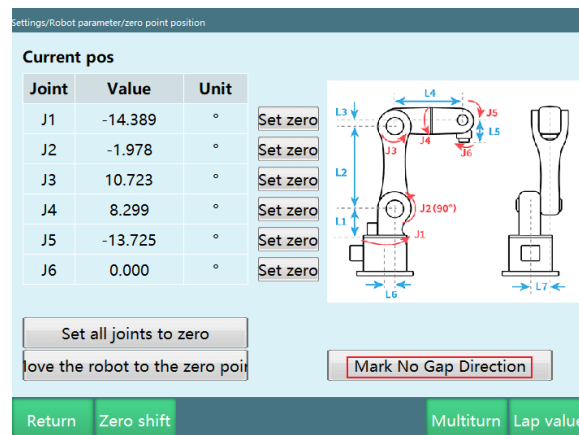 Settings/Robot parameter/zero point position
Current pos
Joint Value Unit
J1 -14.389 ° Set zero
J2 -1.978 ° Set zero
J3 10.723 ° Set zero
J4 8.299 ° Set zero
J5 -13.725 ° Set zero
J6 0.000 ° Set zero
L4
L3
J5
L5
J3
J4
J6
L2
J2(90°)
L1
J1
L6
L7
Set all joints to zero
love the robot to the zero poir
Mark No Gap Direction
Return Zero shift Multiturn Lap value